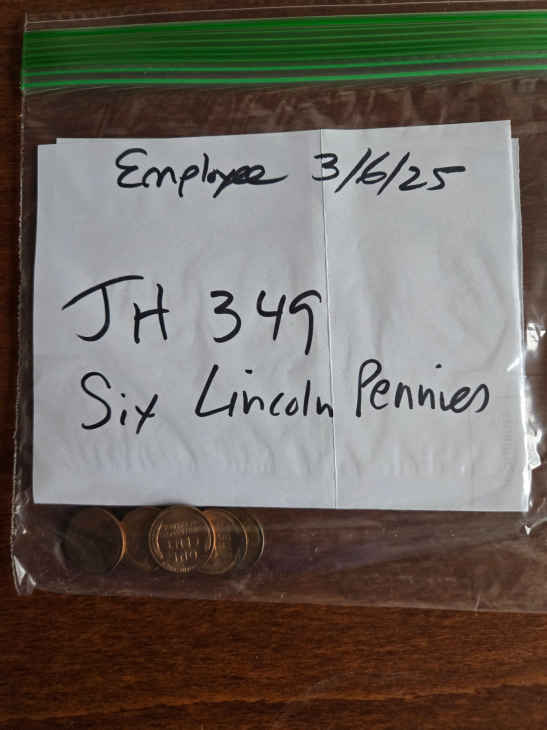 Employee 3/6/25
JH 349
Six Lincoln Pennies